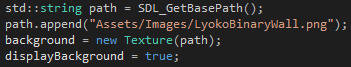 std::string path = SDL_GetBasePath();
path.append("Assets/Images/LyokoBinaryWall.png");
background = new Texture(path);
displayBackground = true;